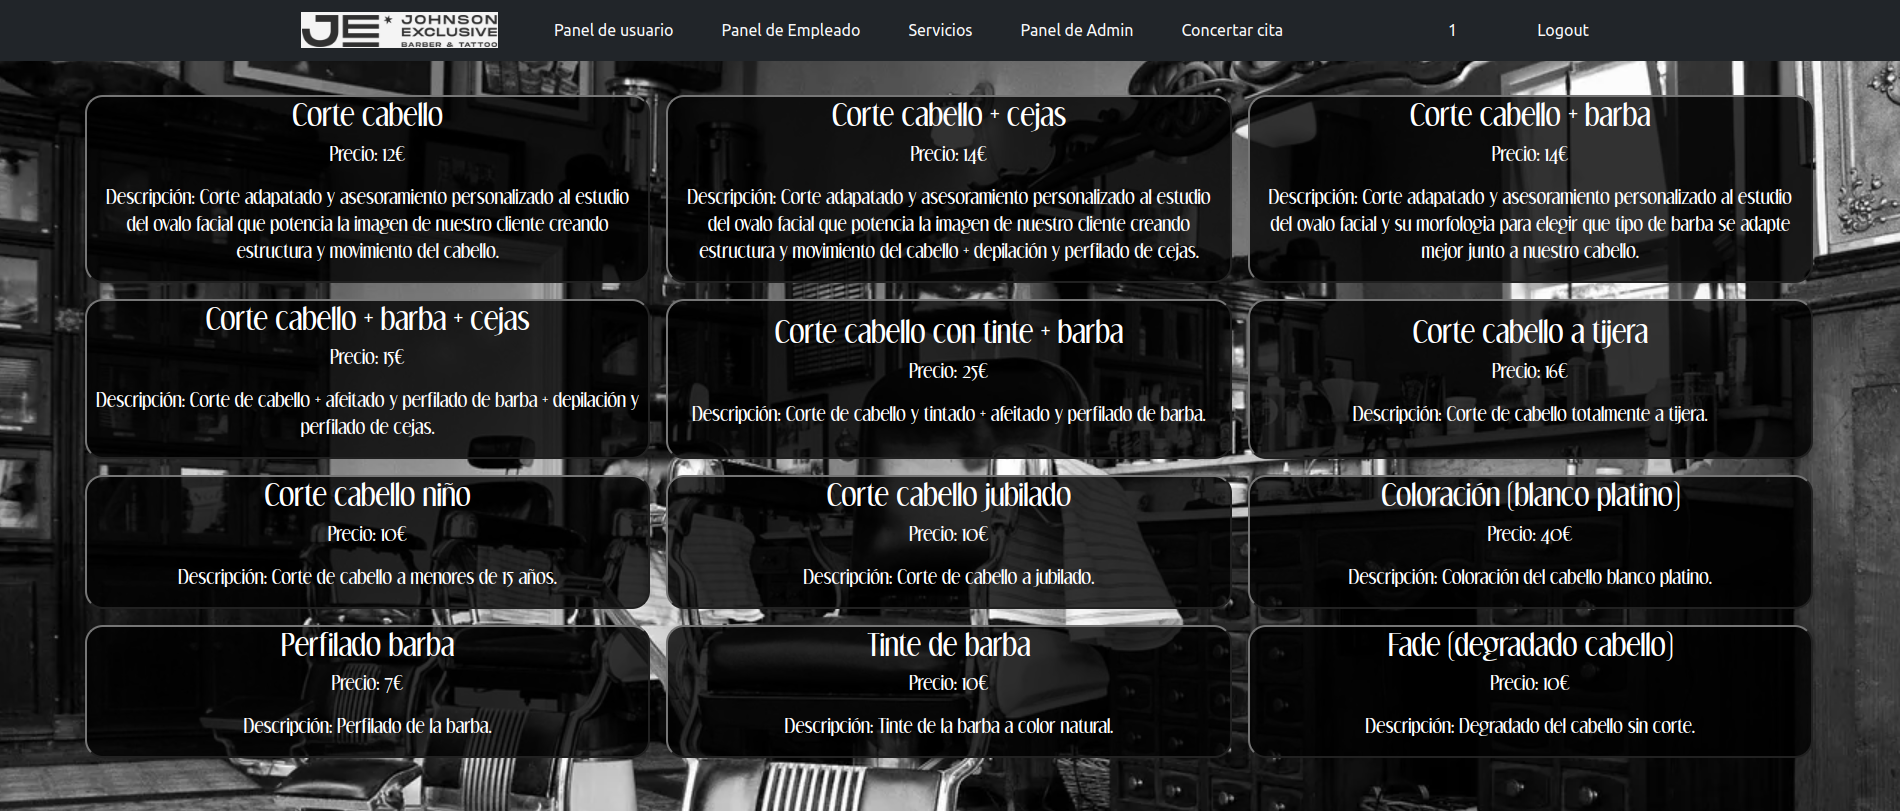 JE* JOHNSON
EXCLUSIVE
BARBER & TATTOO
Panel de usuario
Panel de Empleado
Servicios
Panel de Admin
Concertar cita
1
Logout
Corte cabello
Precio: 12€
Descripción: Corte adapatado y asesoramiento personalizado al estudio
del ovalo facial que potencia la imagen de nuestro cliente creando
estructura y movimiento del cabello.
Corte cabello + cejas
Precio: 14€
Descripción: Corte adapatado y asesoramiento personalizado al estudio
del ovalo facial que potencia la imagen de nuestro cliente creando
estructura y movimiento del cabello + depilación y perfilado de cejas.
Corte cabello + barba
Precio: 14€
Descripción: Corte adapatado y asesoramiento personalizado al estudio
del ovalo facial y su morfologia para elegir que tipo de barba se adapte
mejor junto a nuestro cabello.
Corte cabello + barba + cejas
Precio: 15€
Descripción: Corte de cabello + afeitado y perfilado de barba + depilación y
perfilado de cejas.
Corte cabello con tinte + barba
Precio: 25€
Descripción: Corte de cabello y tintado + afeitado y perfilado de barba.
Corte cabello a tijera
Precio: 16€
Descripción: Corte de cabello totalmente a tijera.
Corte cabello niño
Precio: 10€
Descripción: Corte de cabello a menores de 15 años.
Corte cabello jubilado
Precio: 10€
Descripción: Corte de cabello a jubilado.
Coloración (blanco platino)
Precio: 40€
Descripción: Coloración del cabello blanco platino.
Perfilado barba
Precio: 7€
Descripción: Perfilado de la barba.
Tinte de barba
Precio: 10€
Descripción: Tinte de la barba a color natural.
Fade (degradado cabello)
Precio: 10€
Descripción: Degradado del cabello sin corte.